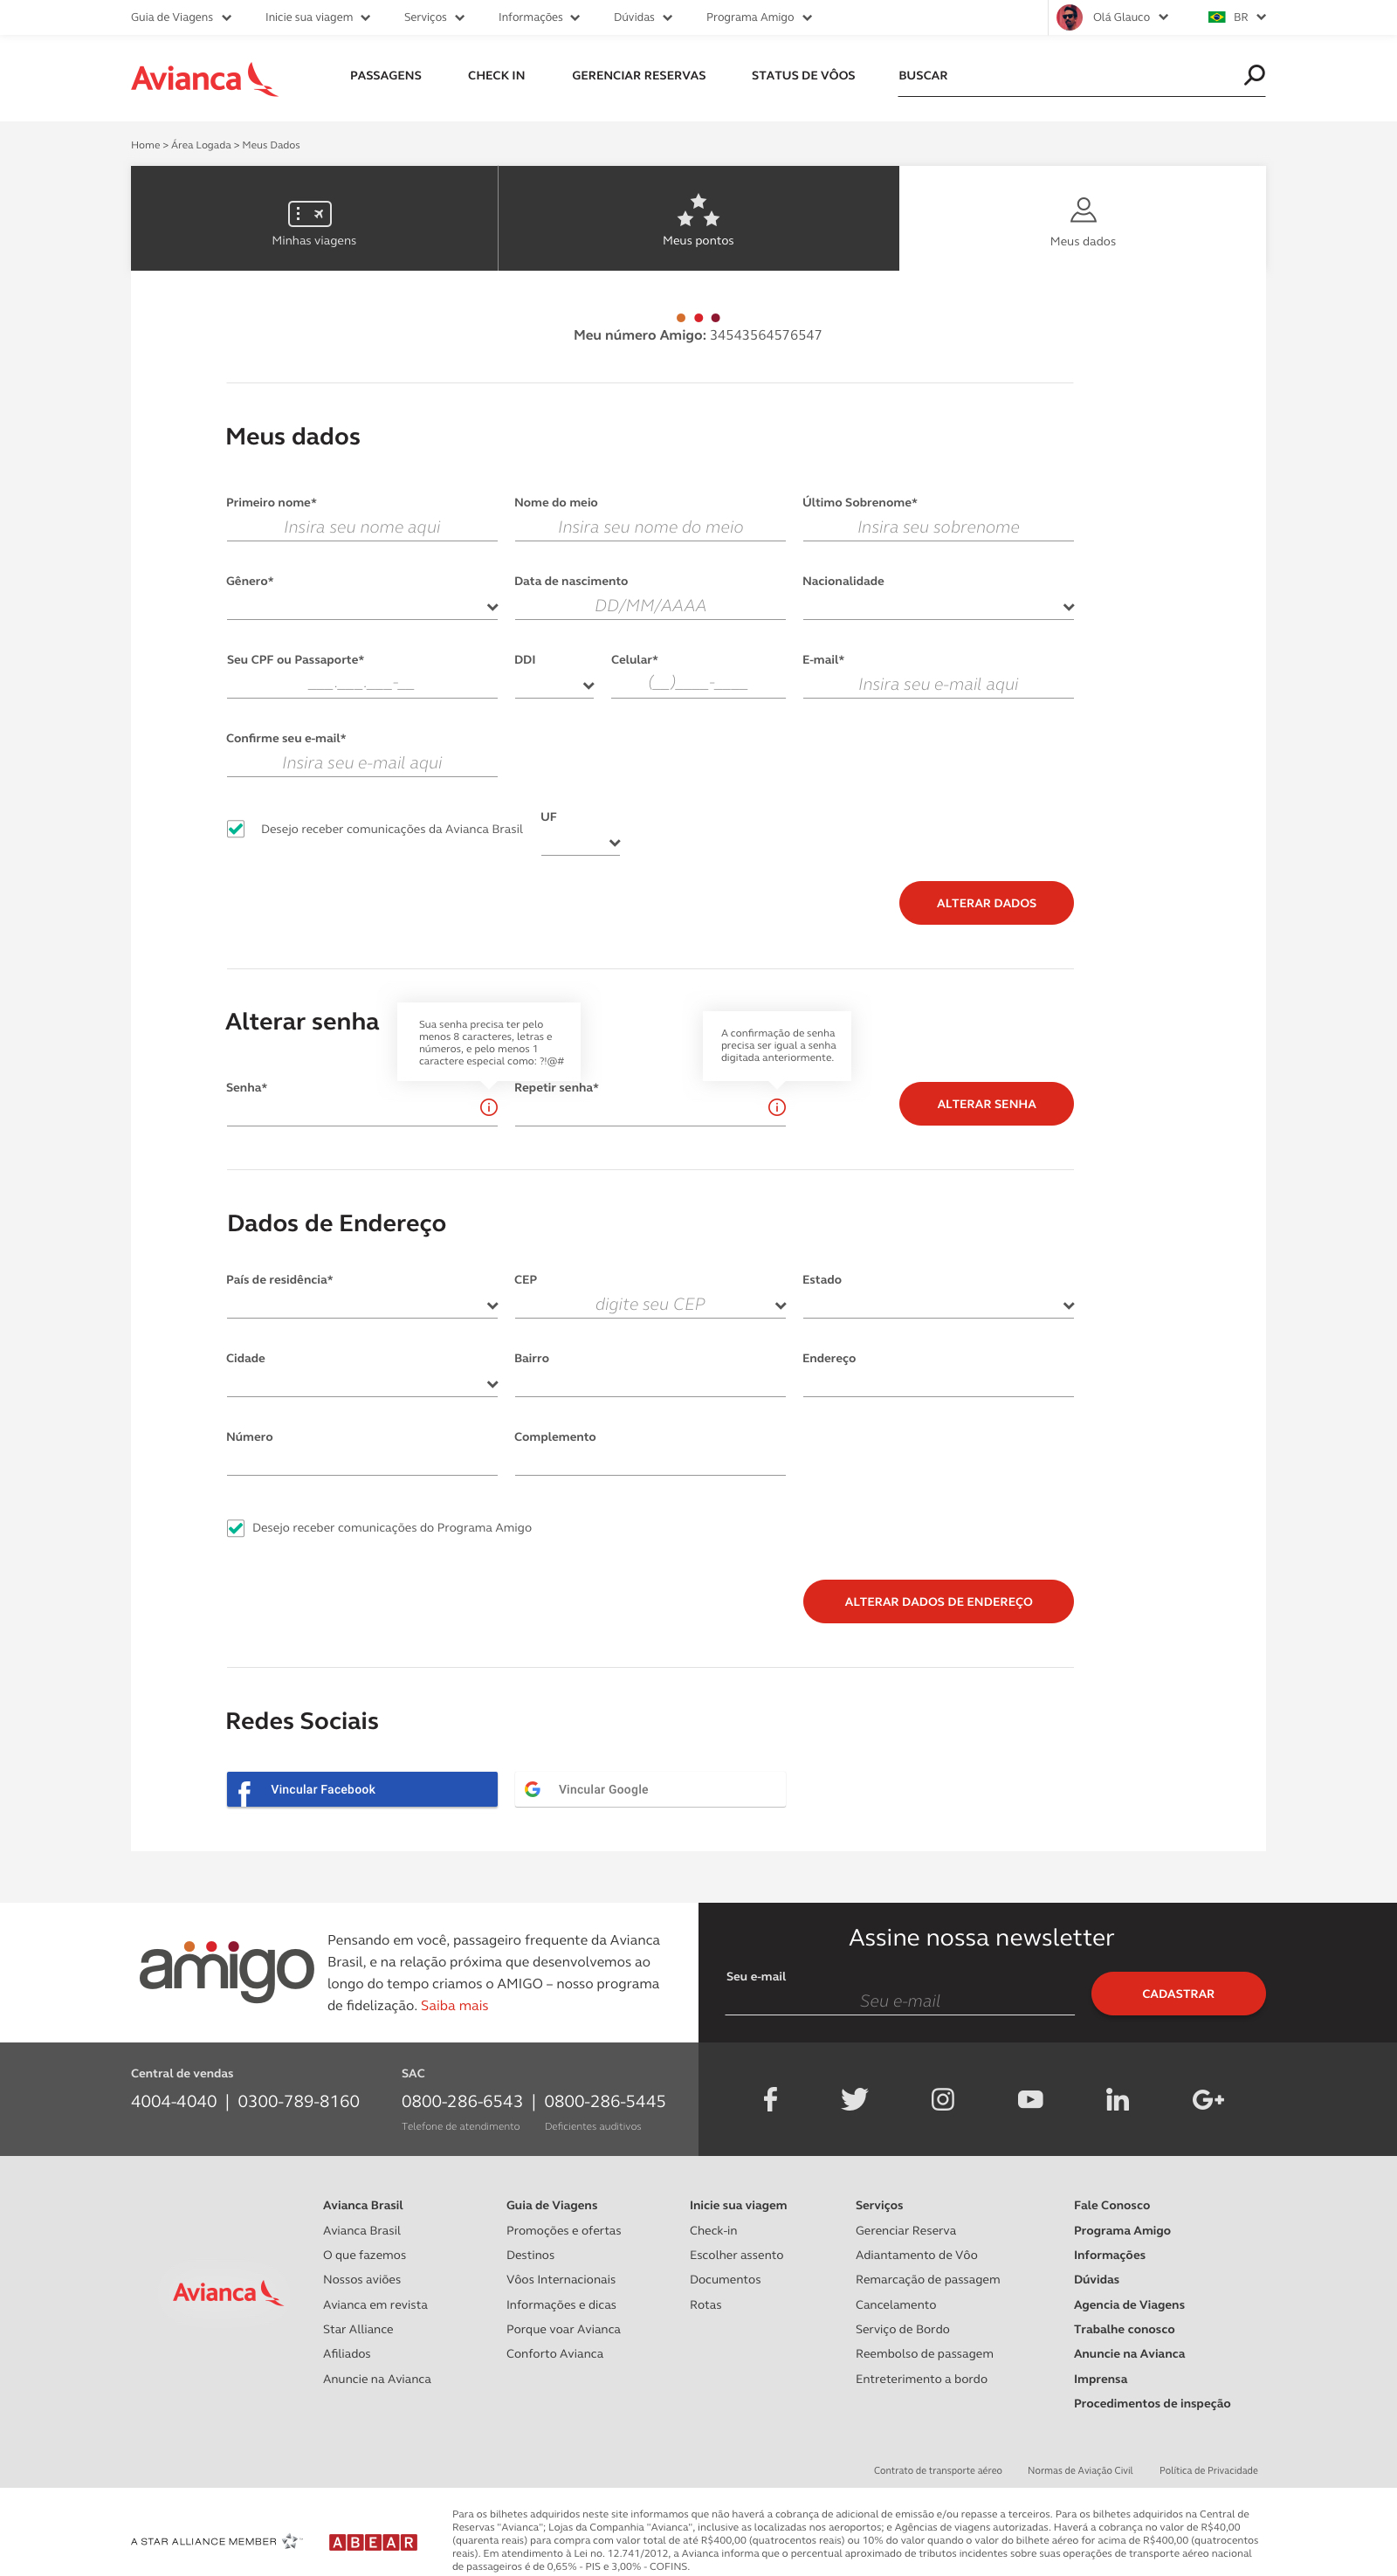 Guia de Viagens Inicie sua viagem Serviços Informações Dúvidas Programa Amigo Olá Glauco BR
Avianca PASSAGENS CHECK IN GERENCIAR RESERVAS STATUS DE VÔOS BUSCAR
Home > Área Logada > Meus Dados
Minhas viagens Meus pontos Meus dados
Meu número Amigo: 34543564576547
Meus dados
Primeiro nome* Nome do meio Último Sobrenome*
Insira seu nome aqui Insira seu nome do meio Insira seu sobrenome
Gênero* Data de nascimento Nacionalidade
DD/MM/AAAA
Seu CPF ou Passaporte* DDI Celular* E-mail*
___.___.___-__ (__)____-____ Insira seu e-mail aqui
Confirme seu e-mail*
Insira seu e-mail aqui
UF
Desejo receber comunicações da Avianca Brasil
ALTERAR DADOS
Alterar senha
Sua senha precisa ter pelo
menos 8 caracteres, letras e
números, e pelo menos 1
caractere especial como: ?!@#
A confirmação de senha
precisa ser igual a senha
digitada anteriormente.
Senha* Repetir senha*
ALTERAR SENHA
Dados de Endereço
País de residência* CEP Estado
digite seu CEP
Cidade Bairro Endereço
Número Complemento
Desejo receber comunicações do Programa Amigo
ALTERAR DADOS DE ENDEREÇO
Redes Sociais
Vincular Facebook Vincular Google
amigo
Pensando em você, passageiro frequente da Avianca
Brasil, e na relação próxima que desenvolvemos ao
longo do tempo criamos o AMIGO – nosso programa
de fidelização. Saiba mais
Assine nossa newsletter
Seu e-mail
Seu e-mail
CADASTRAR
Central de vendas
4004-4040 | 0300-789-8160
SAC
0800-286-6543 | 0800-286-5445
Telefone de atendimento Deficientes auditivos
Avianca
Avianca Brasil
Avianca Brasil
O que fazemos
Nossos aviões
Avianca em revista
Star Alliance
Afiliados
Anuncie na Avianca
Guia de Viagens
Promoções e ofertas
Destinos
Vôos Internacionais
Informações e dicas
Porque voar Avianca
Conforto Avianca
Inicie sua viagem
Check-in
Escolher assento
Documentos
Rotas
Serviços
Gerenciar Reserva
Adiantamento de Vôo
Remarcação de passagem
Cancelamento
Serviço de Bordo
Reembolso de passagem
Entreterimento a bordo
Fale Conosco
Programa Amigo
Informações
Dúvidas
Agencia de Viagens
Trabalhe conosco
Anuncie na Avianca
Imprensa
Procedimentos de inspeção
Contrato de transporte aéreo Normas de Aviação Civil Política de Privacidade
A STAR ALLIANCE MEMBER ABEAR
Para os bilhetes adquiridos neste site informamos que não haverá a cobrança de adicional de emissão e/ou repasse a terceiros. Para os bilhetes adquiridos na Central de
Reservas "Avianca"; Lojas da Companhia "Avianca", inclusive as localizadas nos aeroportos; e Agências de viagens autorizadas. Haverá a cobrança no valor de R$40,00
(quarenta reais) para compra com valor total de até R$400,00 (quatrocentos reais) ou 10% do valor quando o valor do bilhete aéreo for acima de R$400,00 (quatrocentos
reais). Em atendimento à Lei no. 12.741/2012, a Avianca informa que o percentual aproximado de tributos incidentes sobre suas operações de transporte aéreo nacional
de passageiros é de 0,65% - PIS e 3,00% - COFINS.